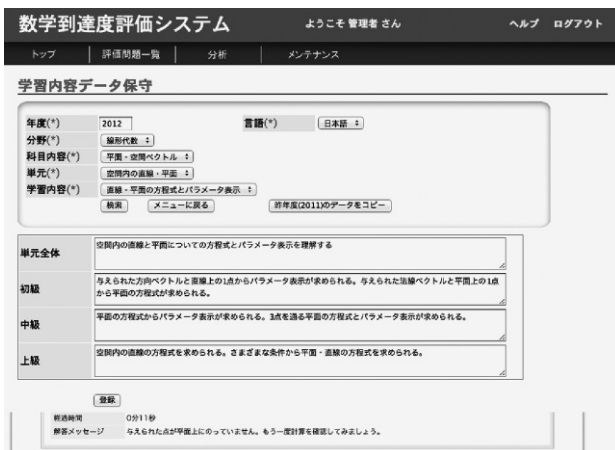 数学到達度評価システム ようこそ 管理者 さん ヘルプ ログアウト
トップ 評価問題一覧 分析 メンテナンス
学習内容データ保守
年度(*) 2012 言語(*) 日本語
分野(*) 線形代数
科目内容(*) 平面・空間ベクトル
単元(*) 空間内の直線・平面
学習内容(*) 直線・平面の方程式とパラメータ表示
検索 メニューに戻る 昨年度(2011)のデータをコピー
単元全体 空間内の直線と平面についての方程式とパラメータ表示を理解する
初級 与えられた方向ベクトルと直線上の1点からパラメータ表示が求められる。与えられた法線ベクトルと平面上の1点
から平面の方程式が求められる。
中級 平面の方程式からパラメータ表示が求められる。3点を通る平面の方程式とパラメータ表示が求められる。
上級 空間内の直線の方程式を求められる。さまざまな条件から平面・直線の方程式を求められる。
登録
経過時間 0分11秒
解答メッセージ 与えられた点が平面上にのっていません。もう一度計算を確認してみましょう。